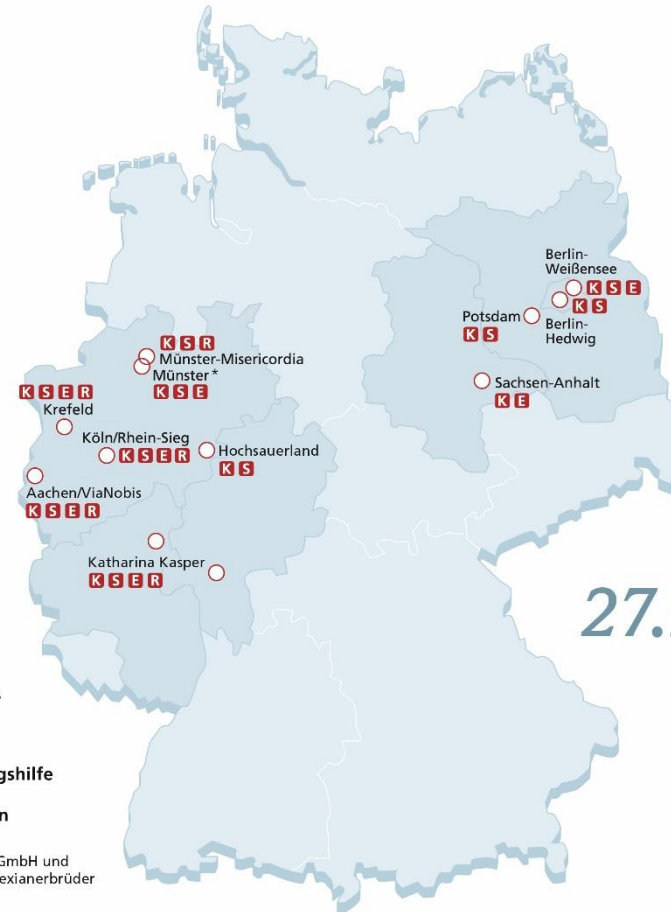 Berlin-
Weißensee
K S E
K S
Potsdam
K S
Berlin-
Hedwig
Sachsen-Anhalt
K E
K S R
Münster-Misericordia
Münster*
K S E
K S E R
Krefeld
Köln/Rhein-Sieg
K S E R
Hochsauerland
K S
Aachen/ViaNobis
K S E R
Katharina Kasper
K S E R
27.
gshilfe
n
GmbH und
exianerbrüder